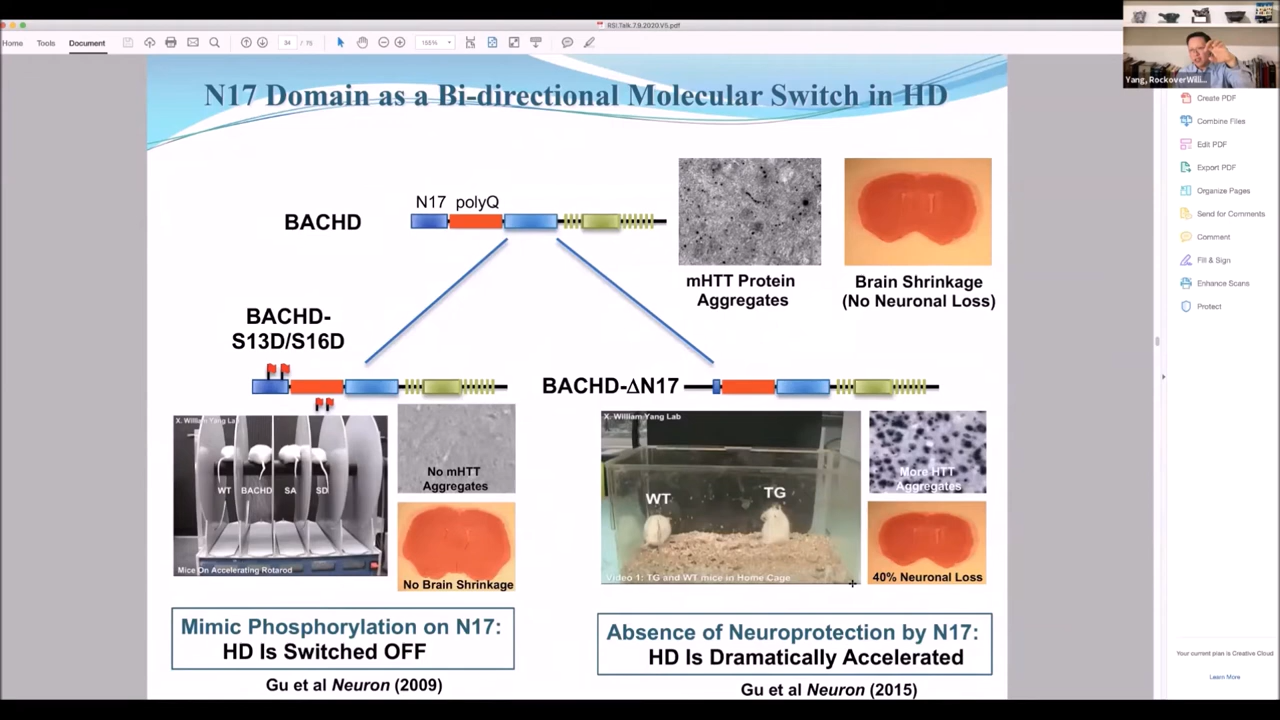 RSI.Talk.7.9.2020.V5.pdf
Home Tools Document
34 / 75
155%
Yang, RockoverWilli...
Create PDF
Combine Files
Edit PDF
Export PDF
Organize Pages
Send for Comments
Comment
Fill & Sign
Enhance Scans
Protect
Your current plan is Creative Cloud
Learn More
N17 Domain as a Bi-directional Molecular Switch in HD
N17 polyQ
BACHD
mHTT Protein
Aggregates
Brain Shrinkage
(No Neuronal Loss)
BACHD-
S13D/S16D
BACHD-ΔN17
X. William Yang Lab
WT BACHD SA SD
Mice On Accelerating Rotarod
No mHTT
Aggregates
No Brain Shrinkage
X. William Yang Lab
WT TG
Video 1: TG and WT mice in Home Cage
More HTT
Aggregates
40% Neuronal Loss
Mimic Phosphorylation on N17:
HD Is Switched OFF
Gu et al Neuron (2009)
Absence of Neuroprotection by N17:
HD Is Dramatically Accelerated
Gu et al Neuron (2015)